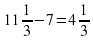 11 1/3 − 7 = 4 1/3